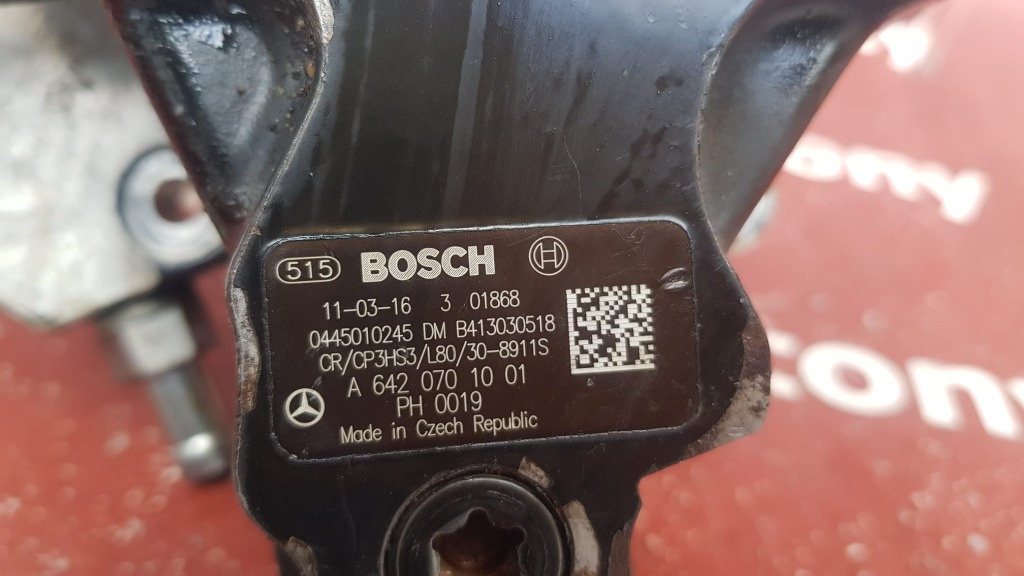 515 BOSCH
11-03-16 3 01868
0445010245 DM B413030518
CR/CP3HS3/L80/30-8911S
A 642 070 10 01
PH 0019
Made in Czech Republic